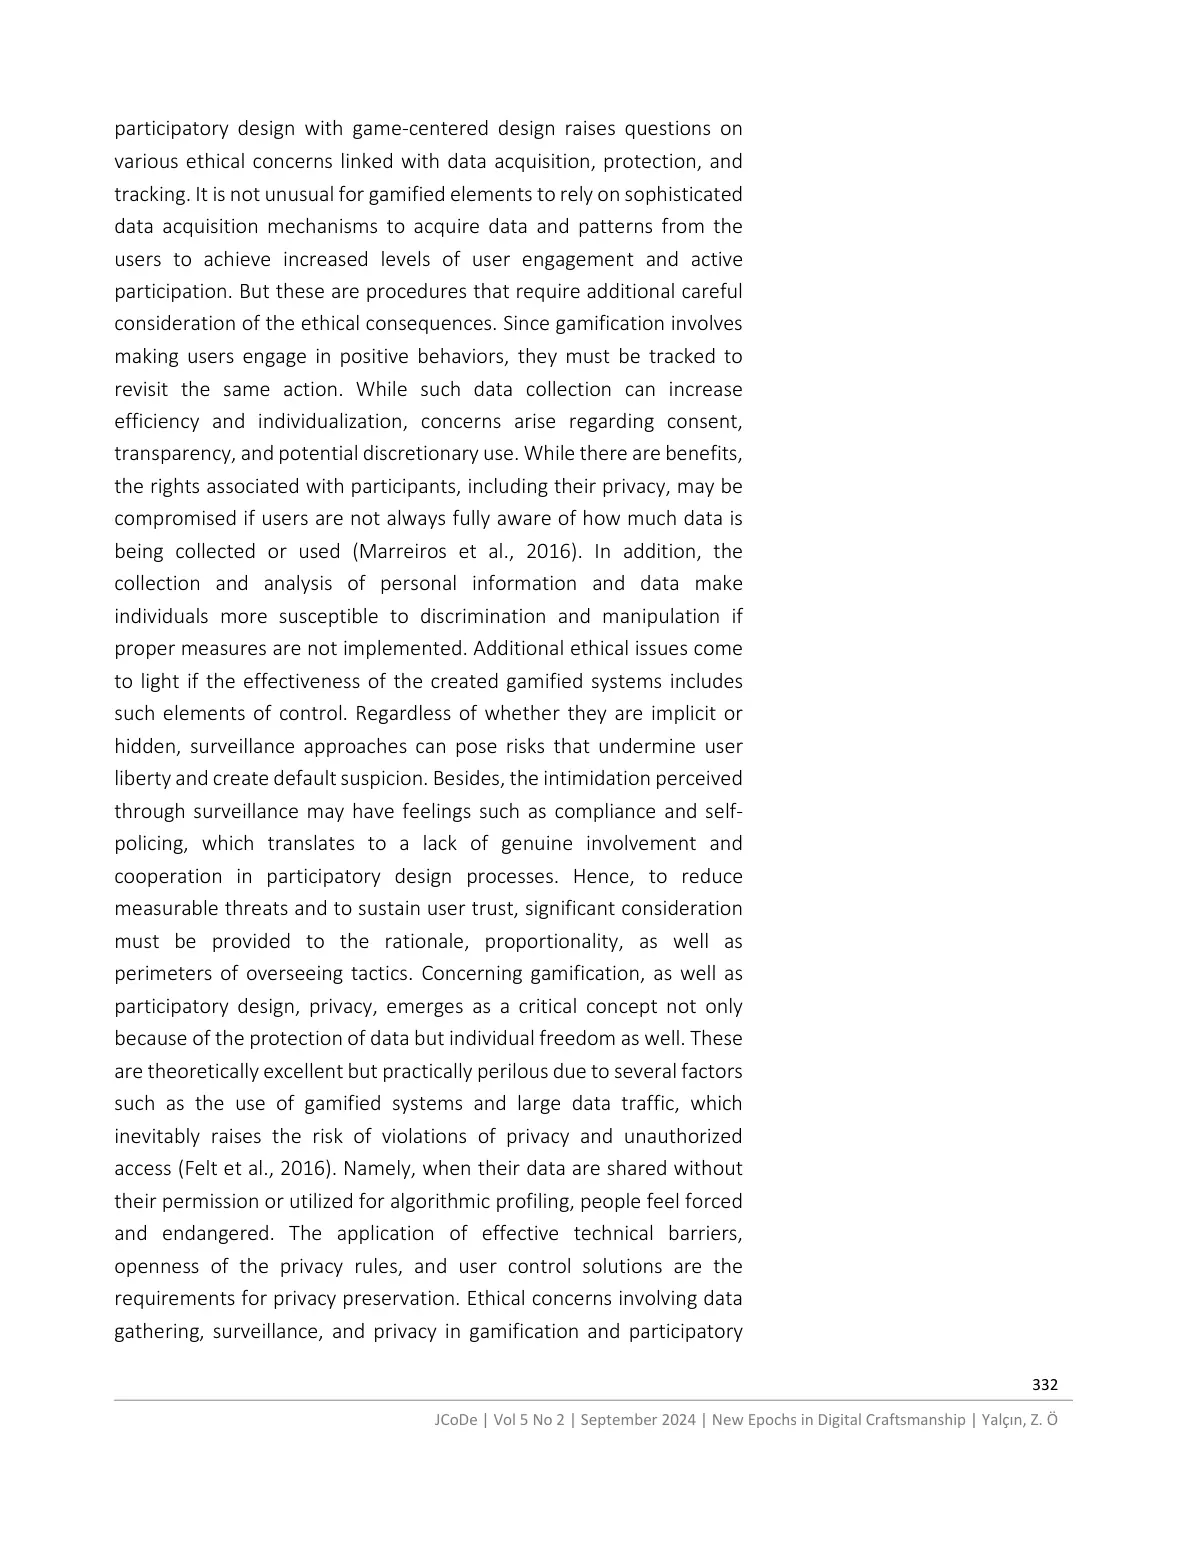 participatory design with game-centered design raises questions on
various ethical concerns linked with data acquisition, protection, and
tracking. It is not unusual for gamified elements to rely on sophisticated
data acquisition mechanisms to acquire data and patterns from the
users to achieve increased levels of user engagement and active
participation. But these are procedures that require additional careful
consideration of the ethical consequences. Since gamification involves
making users engage in positive behaviors, they must be tracked to
revisit the same action. While such data collection can increase
efficiency and individualization, concerns arise regarding consent,
transparency, and potential discretionary use. While there are benefits,
the rights associated with participants, including their privacy, may be
compromised if users are not always fully aware of how much data is
being collected or used (Marreiros et al., 2016). In addition, the
collection and analysis of personal information and data make
individuals more susceptible to discrimination and manipulation if
proper measures are not implemented. Additional ethical issues come
to light if the effectiveness of the created gamified systems includes
such elements of control. Regardless of whether they are implicit or
hidden, surveillance approaches can pose risks that undermine user
liberty and create default suspicion. Besides, the intimidation perceived
through surveillance may have feelings such as compliance and self-
policing, which translates to a lack of genuine involvement and
cooperation in participatory design processes. Hence, to reduce
measurable threats and to sustain user trust, significant consideration
must be provided to the rationale, proportionality, as well as
perimeters of overseeing tactics. Concerning gamification, as well as
participatory design, privacy, emerges as a critical concept not only
because of the protection of data but individual freedom as well. These
are theoretically excellent but practically perilous due to several factors
such as the use of gamified systems and large data traffic, which
inevitably raises the risk of violations of privacy and unauthorized
access (Felt et al., 2016). Namely, when their data are shared without
their permission or utilized for algorithmic profiling, people feel forced
and endangered. The application of effective technical barriers,
openness of the privacy rules, and user control solutions are the
requirements for privacy preservation. Ethical concerns involving data
gathering, surveillance, and privacy in gamification and participatory
332
JCoDe | Vol 5 No 2 | September 2024 | New Epochs in Digital Craftsmanship | Yalçın, Z. Ö